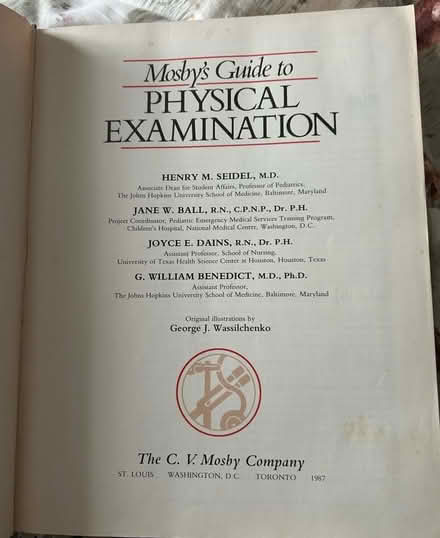 Mosby's Guide to
PHYSICAL
EXAMINATION
HENRY M. SEIDEL, M.D.
Associate Dean for Student Affairs, Professor of Pediatrics,
The Johns Hopkins University School of Medicine, Baltimore, Maryland
JANE W. BALL, R.N., C.P.N.P., Dr. P.H.
Project Coordinator, Pediatric Emergency Medical Services Training Program,
Children's Hospital, National Medical Center, Washington, D.C.
JOYCE E. DAINS, R.N., Dr. P.H.
Assistant Professor, School of Nursing,
University of Texas Health Science Center at Houston, Houston, Texas
G. WILLIAM BENEDICT, M.D., Ph.D.
Assistant Professor,
The Johns Hopkins University School of Medicine, Baltimore, Maryland
Original illustrations by
George J. Wassilchenko
The C. V. Mosby Company
ST. LOUIS WASHINGTON, D.C. TORONTO 1987